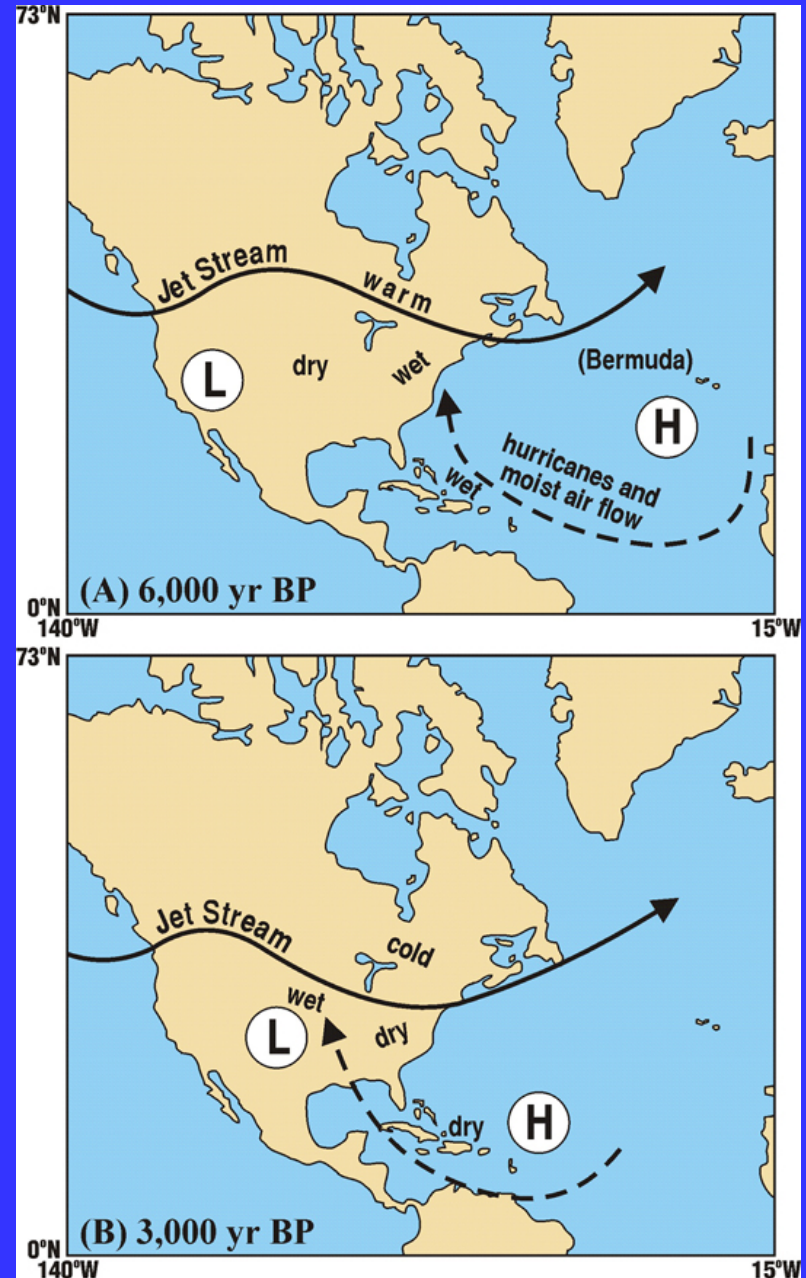 73°N
Jet Stream
warm
L
dry
wet
(Bermuda)
H
hurricanes and
moist air flow
wet
(A) 6,000 yr BP
0°N
140°W
15°W
73°N
Jet Stream
cold
wet
L
dry
dry
H
(B) 3,000 yr BP
0°N
140°W
15°W